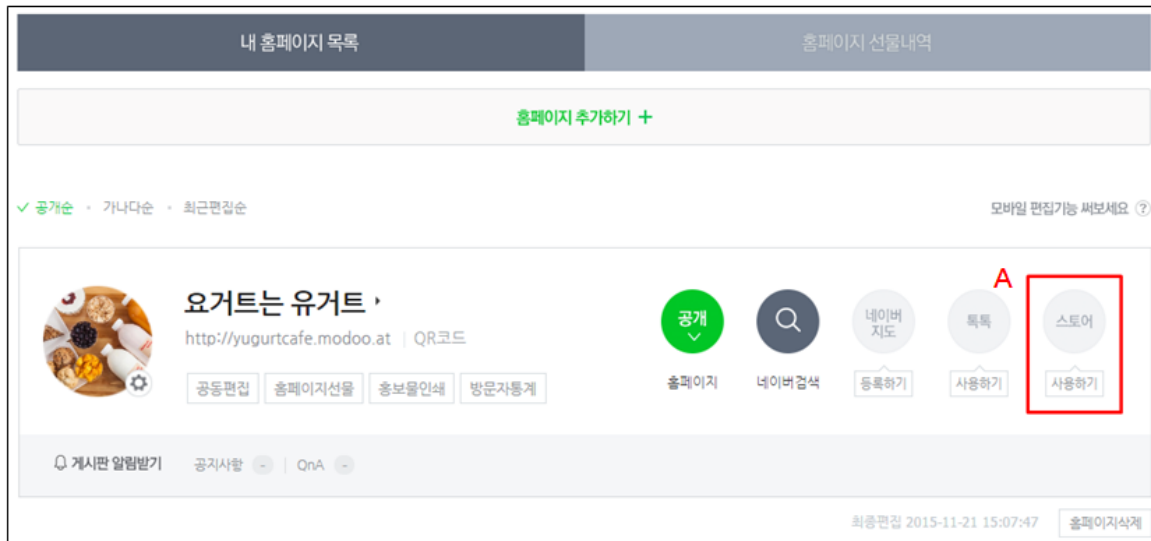 내 홈페이지 목록
홈페이지 선물내역
홈페이지 추가하기 +
공개순 • 가나다순 • 최근편집순
모바일 편집기능 써보세요 ?
A
요거트는 유거트
http://yugurtcafe.modoo.at | QR코드
공동편집 홈페이지선물 홍보물인쇄 방문자통계
공개
홈페이지
네이버검색
네이버
지도
등록하기
톡톡
사용하기
스토어
사용하기
게시판 알림받기 공지사항 - | QnA -
최종편집 2015-11-21 15:07:47 홈페이지삭제